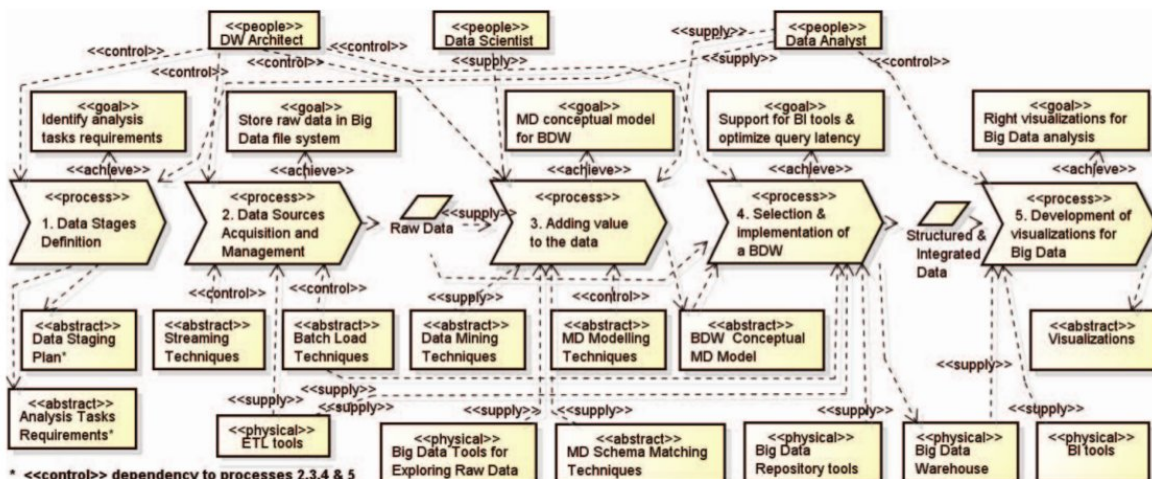 <<people>>
DW Architect
<<people>>
Data Scientist
<<people>>
Data Analyst
<<control>>
<<control>>
<<supply>>
<<supply>>
<<control>>
<<control>>
<<supply>>
<<supply>>
<<control>>
<<goal>>
Identify analysis
tasks requirements
<<goal>>
Store raw data in Big
Data file system
<<goal>>
MD conceptual model
for BDW
<<goal>>
Support for BI tools &
optimize query latency
<<goal>>
Right visualizations for
Big Data analysis
<<achieve>>
<<achieve>>
<<achieve>>
<<achieve>>
<<achieve>>
<<process>>
1. Data Stages
Definition
<<process>>
2. Data Sources
Acquisition and
Management
Raw Data
<<supply>>
<<process>>
3. Adding value
to the data
<<process>>
4. Selection &
implementation of
a BDW
Structured &
Integrated
Data
<<process>>
5. Development of
visualizations for
Big Data
<<control>>
<<control>>
<<supply>>
<<control>>
<<abstract>>
Data Staging
Plan*
<<abstract>>
Streaming
Techniques
<<abstract>>
Batch Load
Techniques
<<abstract>>
Data Mining
Techniques
<<abstract>>
MD Modelling
Techniques
<<abstract>>
BDW Conceptual
MD Model
<<abstract>>
Visualizations
<<abstract>>
Analysis Tasks
Requirements*
<<supply>>
<<supply>>
<<supply>>
<<supply>>
<<supply>>
<<supply>>
<<supply>>
<<physical>>
ETL tools
<<physical>>
Big Data Tools for
Exploring Raw Data
<<abstract>>
MD Schema Matching
Techniques
<<physical>>
Big Data
Repository tools
<<physical>>
Big Data
Warehouse
<<physical>>
BI tools
* <<control>> dependency to processes 2,3,4 & 5